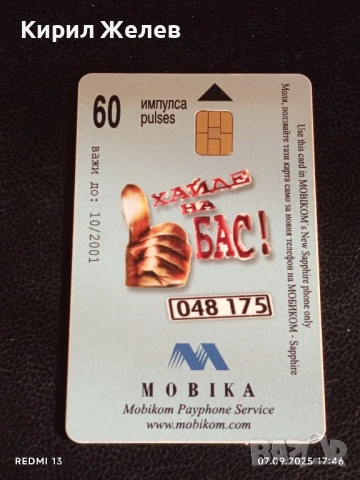 Кирил Желев
60 импулса
pulses
важи до: 10/2001
Use this card in MOBIKOM's New Sapphire phone only
Моля, ползвайте тази карта само за новия телефон на МОБИКОМ - Sapphire
ХАЙДЕ
НА
БАС!
048 175
MOBIKA
Mobikom Payphone Service
www.mobikom.com
REDMI 13
07.09.2025 17:46
БАZАР